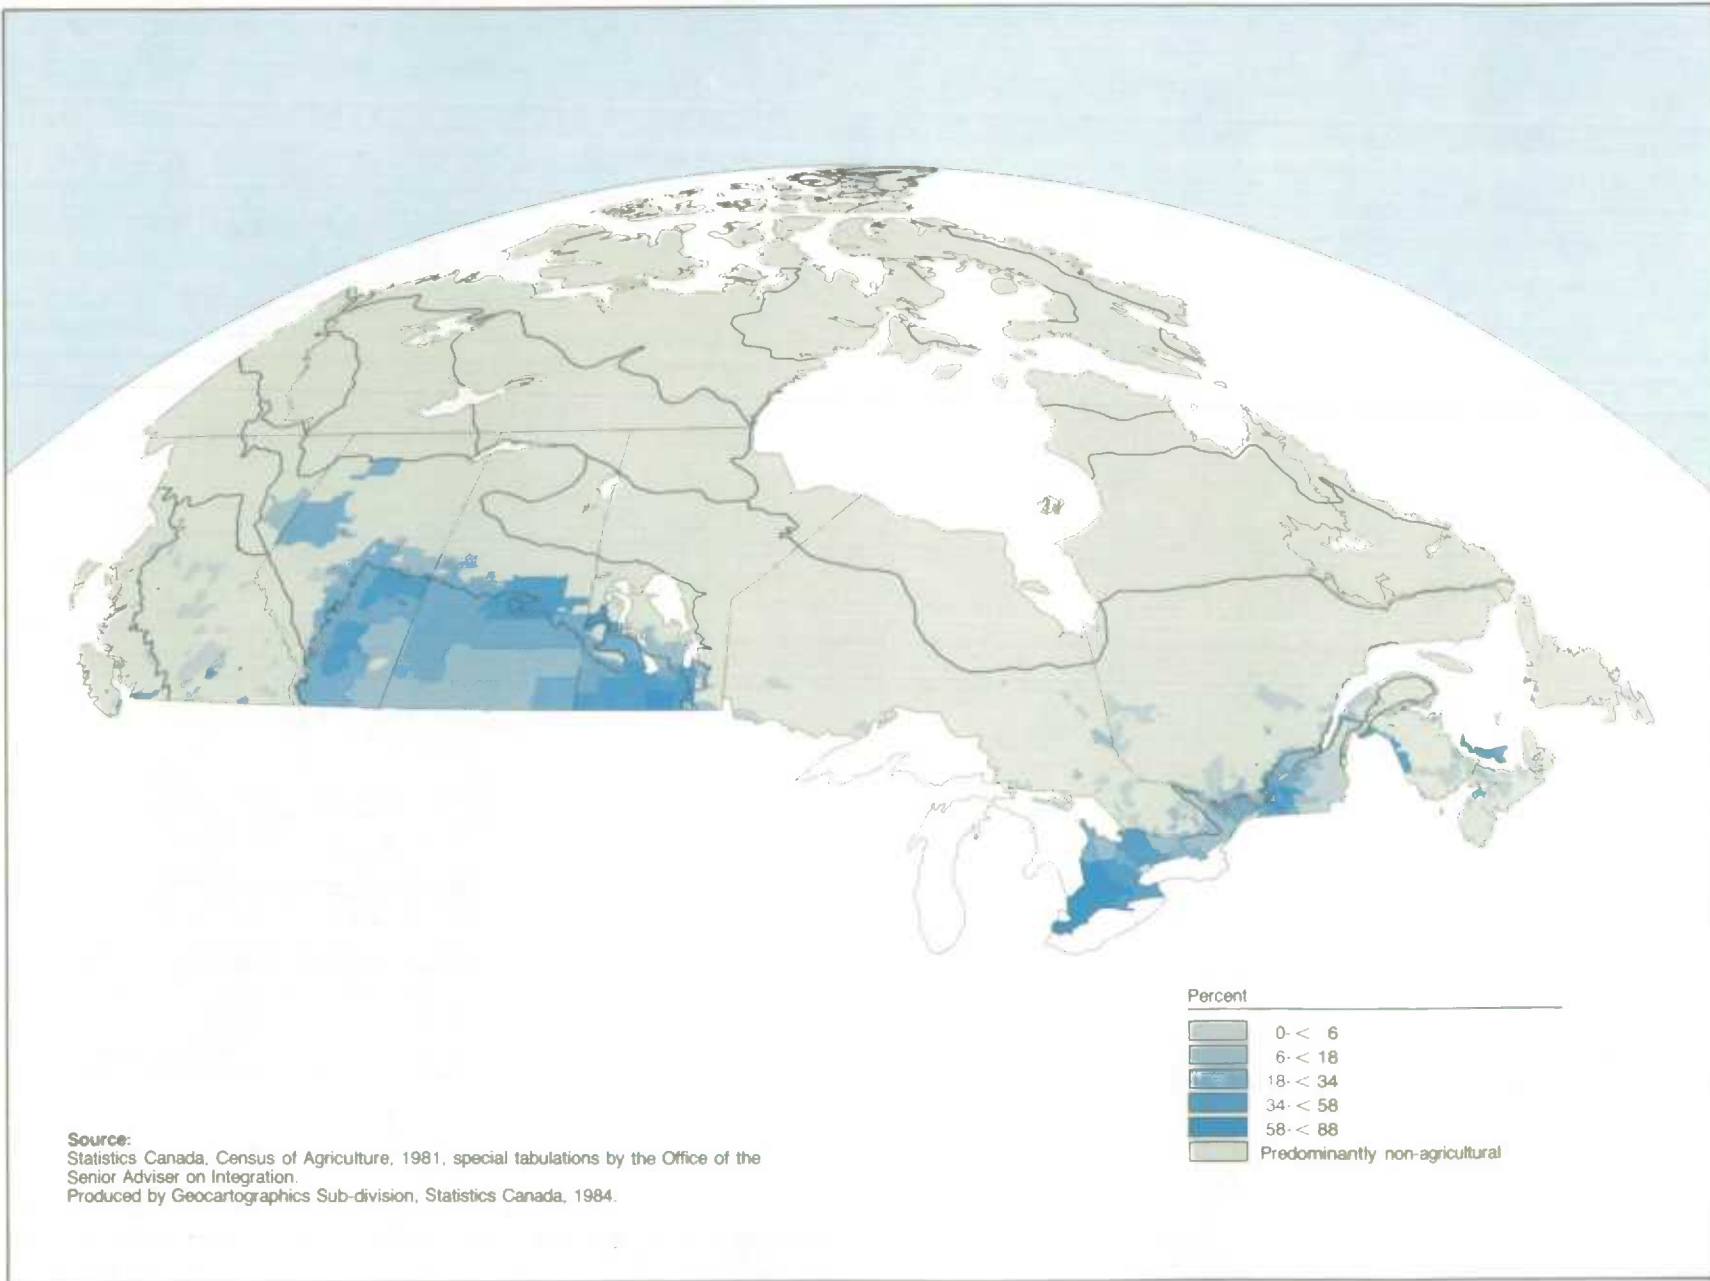 Percent
0- < 6
6- < 18
18- < 34
34- < 58
58- < 88
Predominantly non-agricultural
Source:
Statistics Canada, Census of Agriculture, 1981, special tabulations by the Office of the
Senior Adviser on Integration.
Produced by Geocartographics Sub-division, Statistics Canada, 1984.